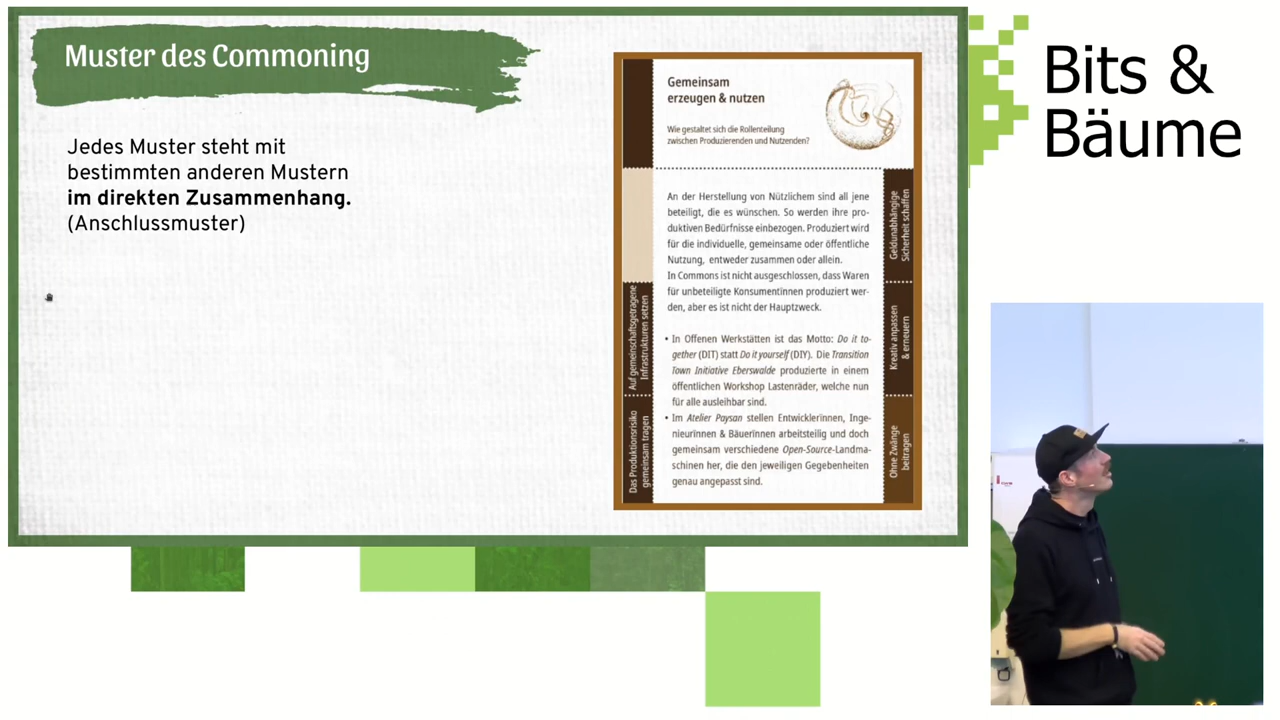 Muster des Commoning
Jedes Muster steht mit
bestimmten anderen Mustern
im direkten Zusammenhang.
(Anschlussmuster)
Gemeinsam
erzeugen & nutzen
Wie gestaltet sich die Rollenteilung
zwischen Produzierenden und Nutzenden?
An der Herstellung von Nützlichem sind all jene
beteiligt, die es wünschen. So werden ihre pro-
duktiven Bedürfnisse einbezogen. Produziert wird
für die individuelle, gemeinsame oder öffentliche
Nutzung, entweder zusammen oder allein.
In Commons ist nicht ausgeschlossen, dass Waren
für unbeteiligte Konsumentinnen produziert wer-
den, aber es ist nicht der Hauptzweck.
• In Offenen Werkstätten ist das Motto: Do it to-
gether (DIT) statt Do it yourself (DIY). Die Transition
Town Initiative Eberswalde produzierte in einem
öffentlichen Workshop Lastenräder, welche nun
für alle ausleihbar sind.
• Im Atelier Paysan stellen Entwicklerinnen, Inge-
nieurinnen & Bäuerinnen arbeitsteilig und doch
gemeinsam verschiedene Open-Source-Landma-
schinen her, die den jeweiligen Gegebenheiten
genau angepasst sind.
Auf gemeinschaftsgetragene
Infrastrukturen setzen
Das Produktionsrisiko
gemeinsam tragen
Geldunabhängige
Sicherheit schaffen
Kreativ anpassen
& erneuern
Ohne Zwänge
beitragen
Bits &
Bäume